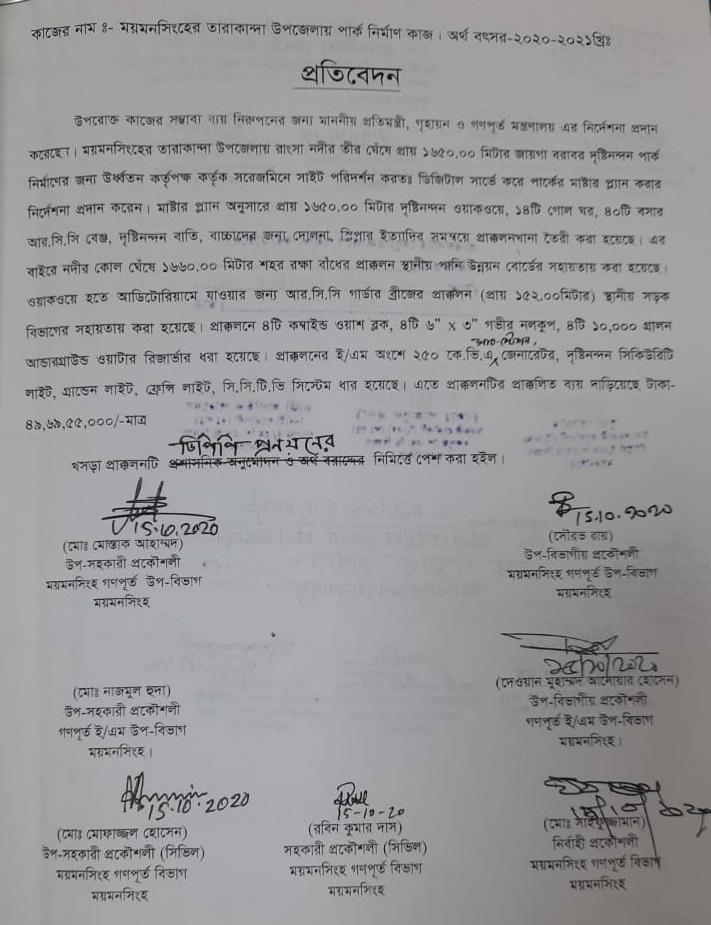 কাজের নাম ঃ- ময়মনসিংহের তারাকান্দা উপজেলায় পার্ক নির্মাণ কাজ। অর্থ বৎসর-২০২০-২০২১খ্রিঃ
প্রতিবেদন
উপরোক্ত কাজের সম্ভাব্য ব্যয় নিরূপনের জন্য মাননীয় প্রতিমন্ত্রী, গৃহায়ন ও গণপূর্ত মন্ত্রণালয় এর নির্দেশনা প্রদান
করেছে। ময়মনসিংহের তারাকান্দা উপজেলায় রাংসা নদীর তীর ঘেঁষে প্রায় ১৬৫০.০০ মিটার জায়গা বরাবর দৃষ্টিনন্দন পার্ক
নির্মাণের জন্য উর্ধ্বতন কর্তৃপক্ষ কর্তৃক সরেজমিনে সাইট পরিদর্শন করতঃ ডিজিটাল সার্ভে করে পার্কের মাষ্টার প্ল্যান করার
নির্দেশনা প্রদান করেন। মাষ্টার প্ল্যান অনুসারে প্রায় ১৬৫০.০০ মিটার দৃষ্টিনন্দন ওয়াকওয়ে, ১৪টি গোল ঘর, ৪০টি বসার
আর.সি.সি বেঞ্চ, দৃষ্টিনন্দন বাতি, বাচ্চাদের জন্য দোলনা, স্লিপার ইত্যাদির সমন্বয়ে প্রাক্কলনখানা তৈরী করা হয়েছে। এর
বাইরে নদীর কোল ঘেঁষে ১৬৬০.০০ মিটার শহর রক্ষা বাঁধের প্রাক্কলন স্থানীয় পানি উন্নয়ন বোর্ডের সহায়তায় করা হয়েছে।
ওয়াকওয়ে হতে অডিটোরিয়ামে যাওয়ার জন্য আর.সি.সি গার্ডার ব্রীজের প্রাক্কলন (প্রায় ১৫২.০০মিটার) স্থানীয় সড়ক
বিভাগের সহায়তায় করা হয়েছে। প্রাক্কলনে ৪টি কম্বাইন্ড ওয়াশ ব্লক, ৪টি ৬" x ৩" গভীর নলকূপ, ৪টি ১০,০০০ গ্যালন
আন্ডারগ্রাউন্ড ওয়াটার রিজার্ভার ধরা হয়েছে। প্রাক্কলনের ই/এম অংশে ২৫০ কে.ভি.এ জেনারেটর, দৃষ্টিনন্দন সিকিউরিটি
লাইট, গার্ডেন লাইট, ফ্রেন্সি লাইট, সি.সি.টি.ভি সিস্টেম ধরা হয়েছে। এতে প্রাক্কলনটির প্রাক্কলিত ব্যয় দাড়িয়েছে টাকা-
৪৯,৬৯,৫৫,০০০/-মাত্র
ডিপিপি প্রনয়নের
খসড়া প্রাক্কলনটি প্রশাসনিক অনুমোদন ও অর্থ বরাদ্দের নিমিত্তে পেশ করা হইল।
15.10.2020 15.10.2020
(মোঃ মোস্তাক আহাম্মদ) (সৌরভ রায়)
উপ-সহকারী প্রকৌশলী উপ-বিভাগীয় প্রকৌশলী
ময়মনসিংহ গণপূর্ত উপ-বিভাগ ময়মনসিংহ গণপূর্ত উপ-বিভাগ
ময়মনসিংহ ময়মনসিংহ
১৫/১০/২০২০
(মোঃ নাজমুল হুদা) (দেওয়ান মুহাম্মদ আনোয়ার হোসেন)
উপ-সহকারী প্রকৌশলী উপ-বিভাগীয় প্রকৌশলী
গণপূর্ত ই/এম উপ-বিভাগ গণপূর্ত ই/এম উপ-বিভাগ
ময়মনসিংহ। ময়মনসিংহ।
15.10.2020 15-10-20
(মোঃ মোফাজ্জল হোসেন) (রবিন কুমার দাস) (মোঃ
উপ-সহকারী প্রকৌশলী (সিভিল) সহকারী প্রকৌশলী (সিভিল) নির্বাহী প্রকৌশলী
ময়মনসিংহ গণপূর্ত বিভাগ ময়মনসিংহ গণপূর্ত বিভাগ ময়মনসিংহ গণপূর্ত বিভাগ
ময়মনসিংহ ময়মনসিংহ ময়মনসিংহ